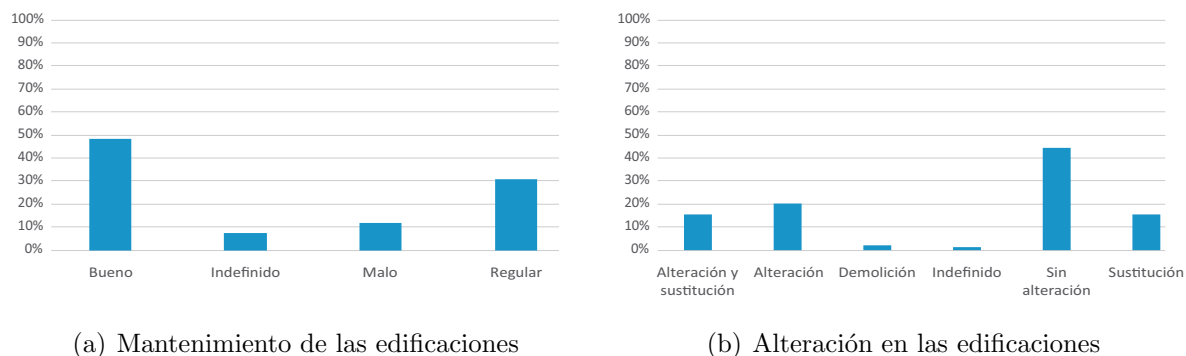 100%
90%
80%
70%
60%
50%
40%
30%
20%
10%
0%
Bueno
Indefinido
Malo
Regular
(a) Mantenimiento de las edificaciones
100%
90%
80%
70%
60%
50%
40%
30%
20%
10%
0%
Alteración y
sustitución
Alteración
Demolición
Indefinido
Sin
alteración
Sustitución
(b) Alteración en las edificaciones